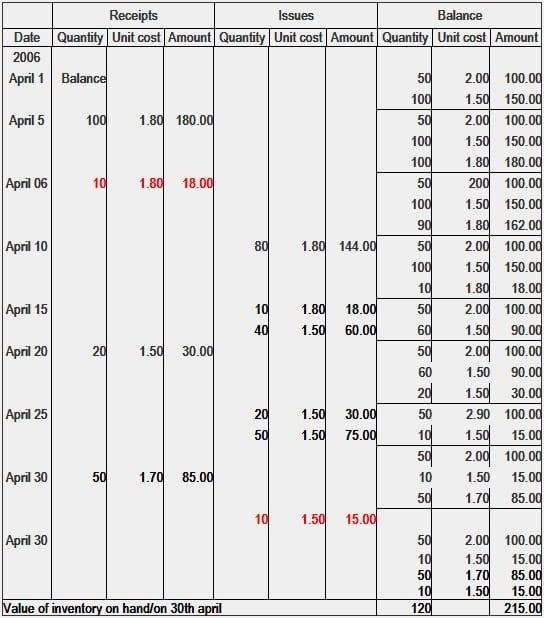 Receipts Issues Balance
Date Quantity Unit cost Amount Quantity Unit cost Amount Quantity Unit cost Amount
2006
April 1 Balance 50 2.00 100.00
100 1.50 150.00
April 5 100 1.80 180.00 50 2.00 100.00
100 1.50 150.00
100 1.80 180.00
April 06 10 1.80 18.00 50 200 100.00
100 1.50 150.00
90 1.80 162.00
April 10 80 1.80 144.00 50 2.00 100.00
100 1.50 150.00
10 1.80 18.00
April 15 10 1.80 18.00 50 2.00 100.00
40 1.50 60.00 60 1.50 90.00
April 20 20 1.50 30.00 50 2.00 100.00
60 1.50 90.00
20 1.50 30.00
April 25 20 1.50 30.00 50 2.90 100.00
50 1.50 75.00 10 1.50 15.00
50 2.00 100.00
April 30 50 1.70 85.00 10 1.50 15.00
50 1.70 85.00
10 1.50 15.00
April 30 50 2.00 100.00
10 1.50 15.00
50 1.70 85.00
10 1.50 15.00
Value of inventory on hand/on 30th april 120 215.00